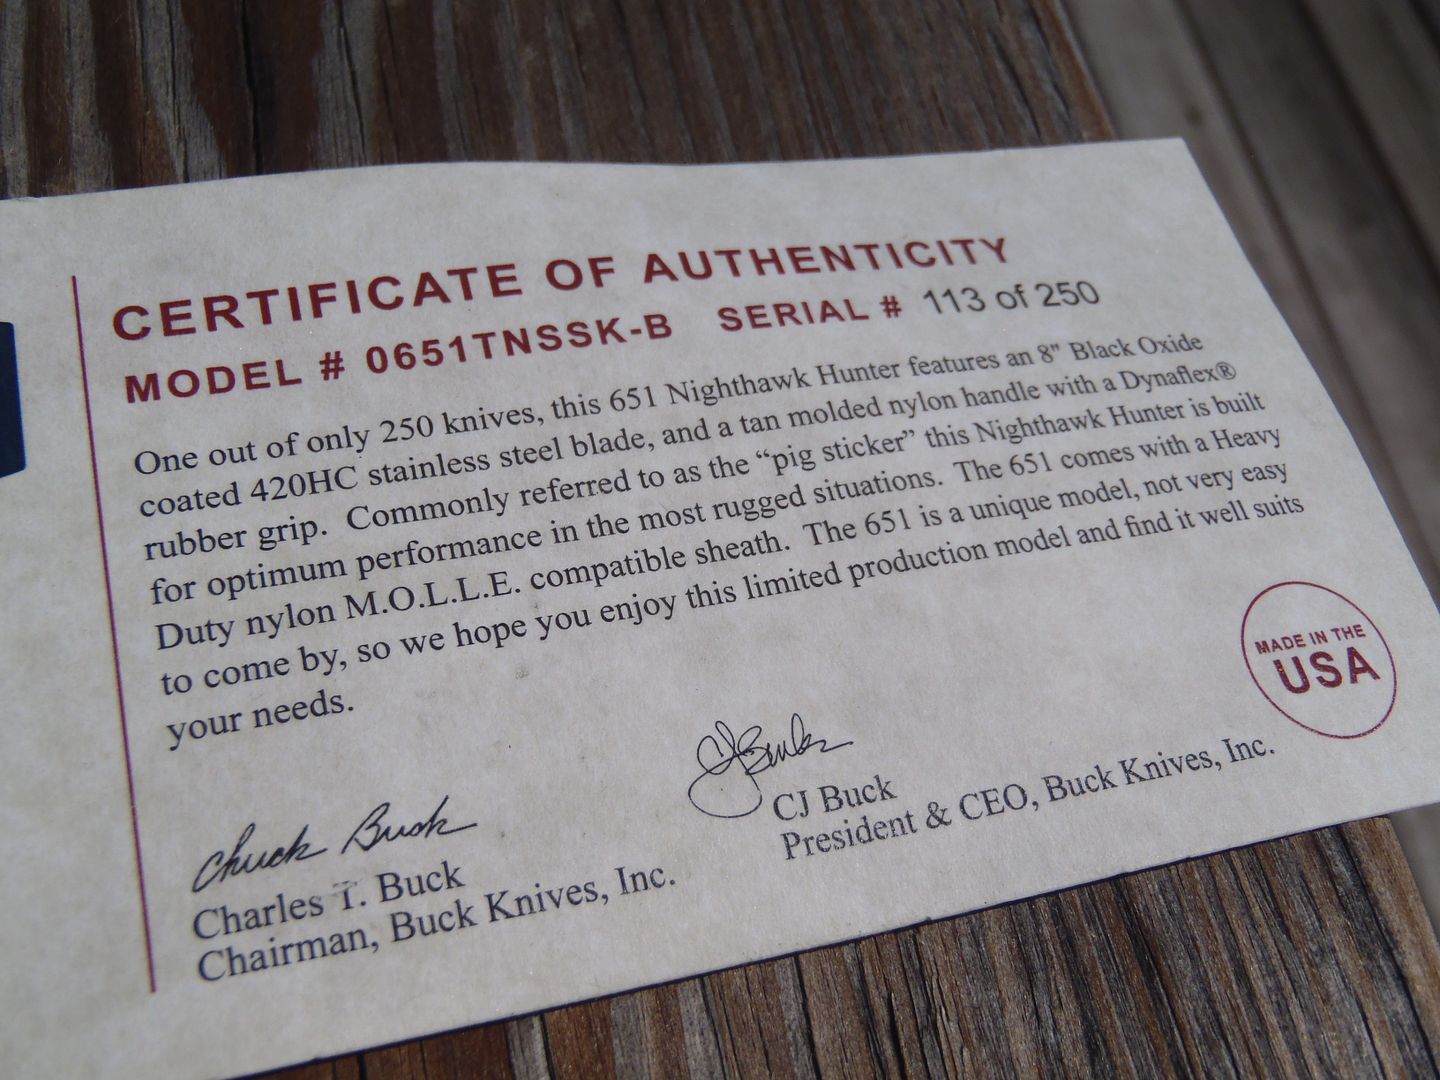 CERTIFICATE OF AUTHENTICITY
MODEL # 0651TNSSK-B SERIAL # 113 of 250
One out of only 250 knives, this 651 Nighthawk Hunter features an 8" Black Oxide
coated 420HC stainless steel blade, and a tan molded nylon handle with a Dynaflex®
rubber grip. Commonly referred to as the “pig sticker” this Nighthawk Hunter is built
for optimum performance in the most rugged situations. The 651 comes with a Heavy
Duty nylon M.O.L.L.E. compatible sheath. The 651 is a unique model, not very easy
to come by, so we hope you enjoy this limited production model and find it well suits
your needs.
MADE IN THE
USA
Chuck Buck
Charles T. Buck
Chairman, Buck Knives, Inc.
CJ Buck
CJ Buck
President & CEO, Buck Knives, Inc.